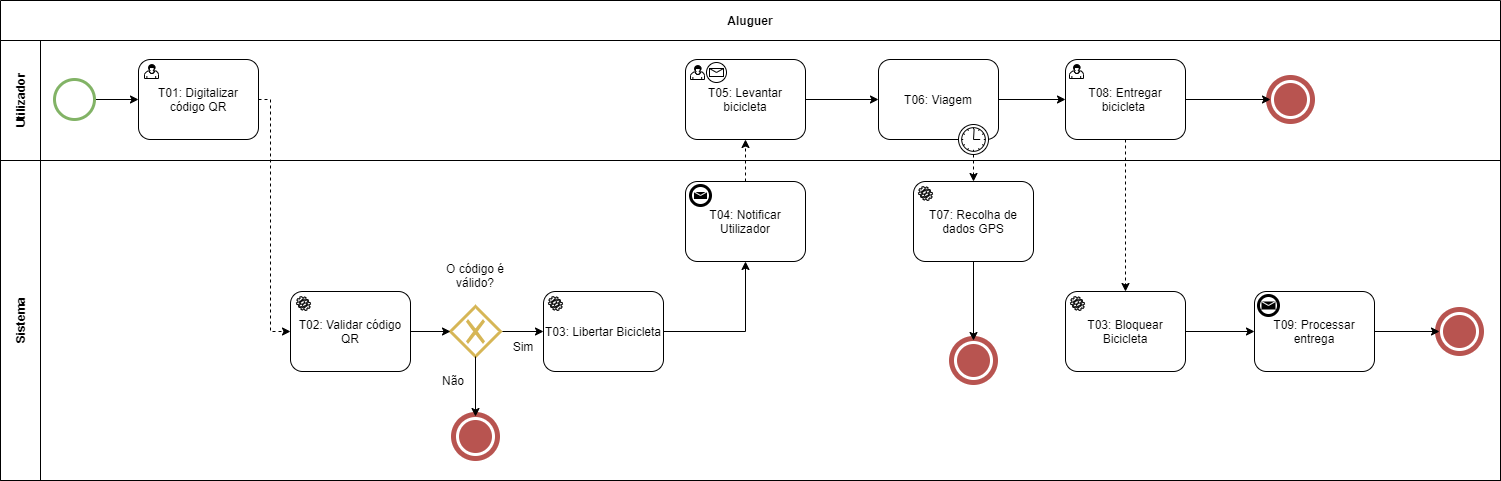 Aluguer
Utilizador
T01: Digitalizar
código QR
T05: Levantar
bicicleta
T06: Viagem
T08: Entregar
bicicleta
Sistema
T04: Notificar
Utilizador
T07: Recolha de
dados GPS
O código é
válido?
T02: Validar código
QR
Sim
T03: Libertar Bicicleta
T03: Bloquear
Bicicleta
T09: Processar
entrega
Não